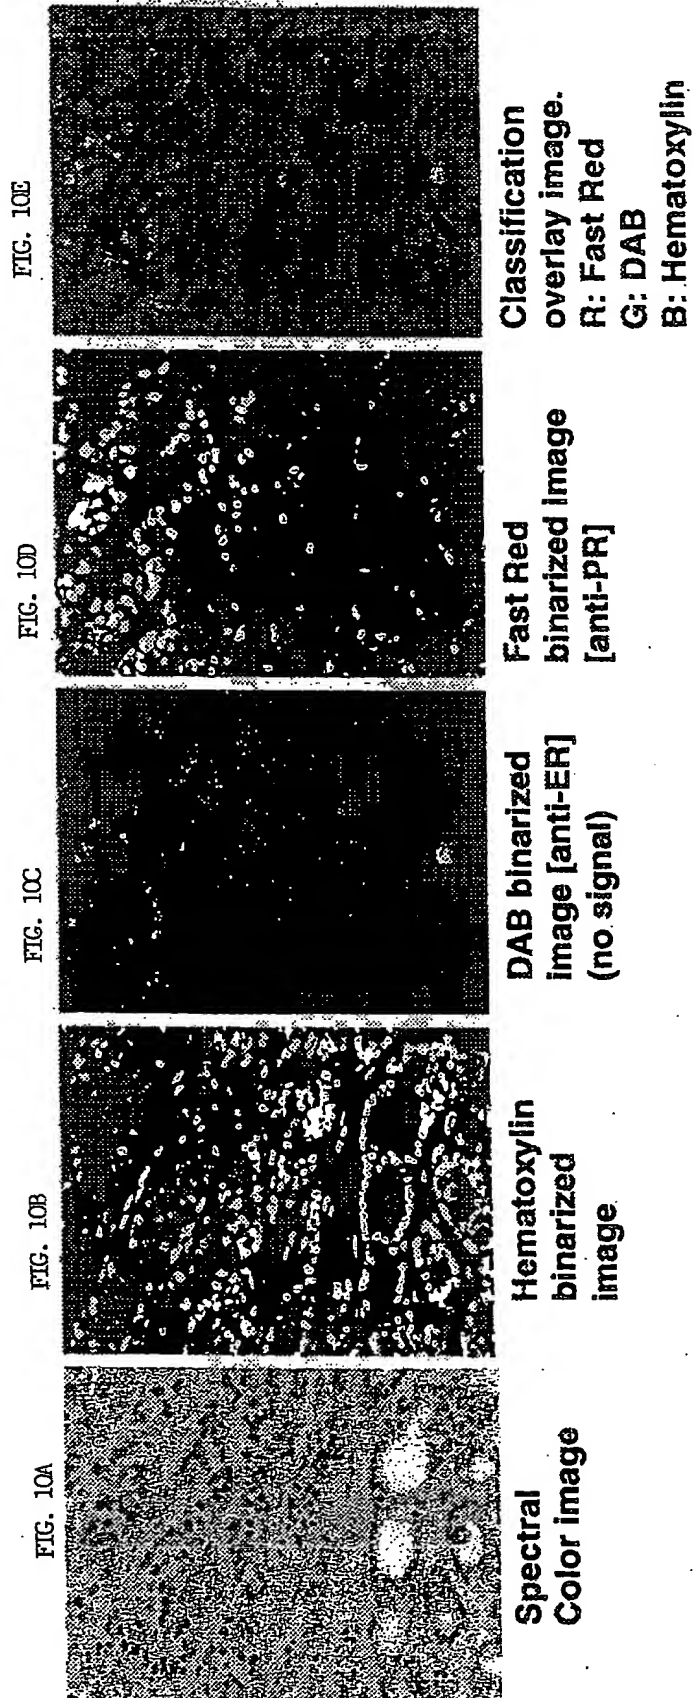 FIG. 10A
Spectral
Color image
FIG. 10B
Hematoxylin
binarized
image
FIG. 10C
DAB binarized
image [anti-ER]
(no signal)
FIG. 10D
Fast Red
binarized image
[anti-PR]
FIG. 10E
Classification
overlay image.
R: Fast Red
G: DAB
B: Hematoxylin